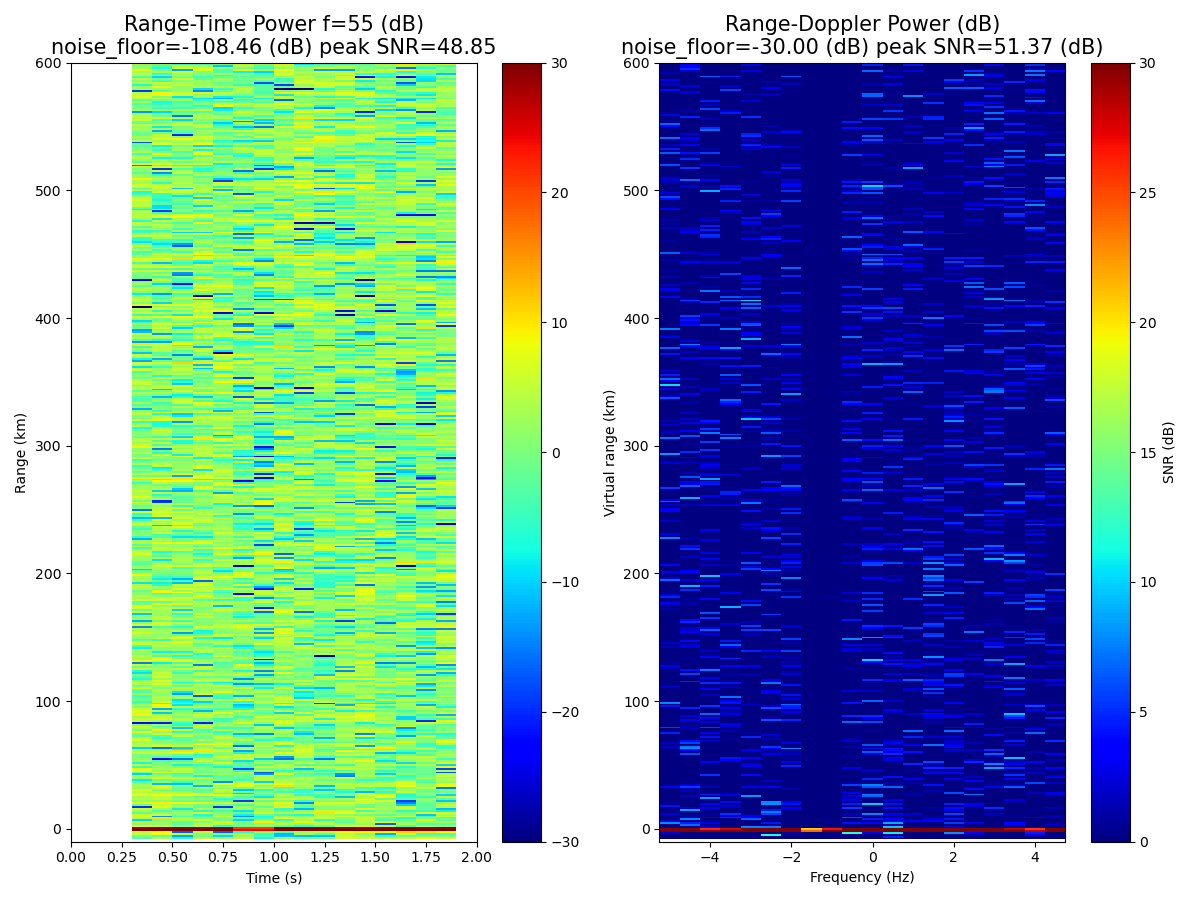 Range-Time Power f=55 (dB)
noise_floor=-108.46 (dB) peak SNR=48.85
600
500
400
300
200
100
0
Range (km)
0.00 0.25 0.50 0.75 1.00 1.25 1.50 1.75 2.00
Time (s)
30
20
10
0
−10
−20
−30
Range-Doppler Power (dB)
noise_floor=-30.00 (dB) peak SNR=51.37 (dB)
600
500
400
300
200
100
0
Virtual range (km)
−4 −2 0 2 4
Frequency (Hz)
30
25
20
15
10
5
0
SNR (dB)